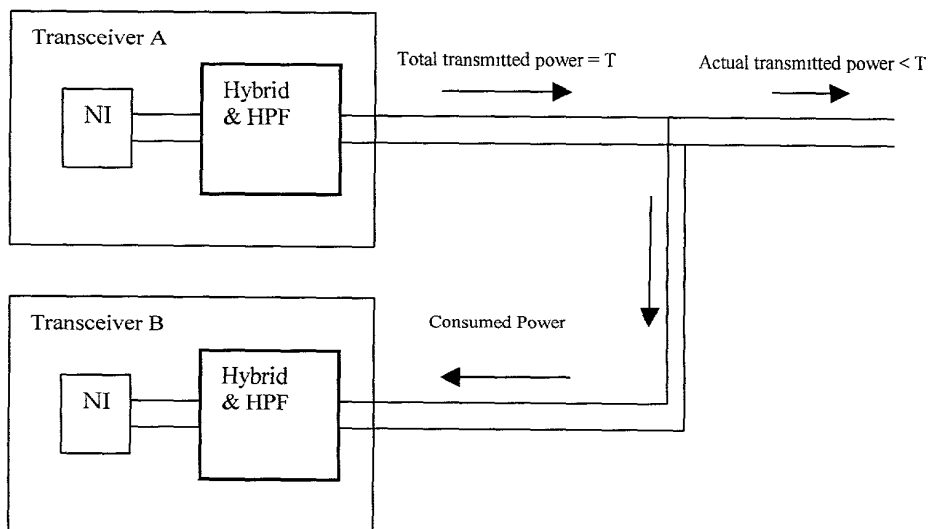 Transceiver A
NI
Hybrid
& HPF
Total transmitted power = T
Actual transmitted power < T
Transceiver B
NI
Hybrid
& HPF
Consumed Power